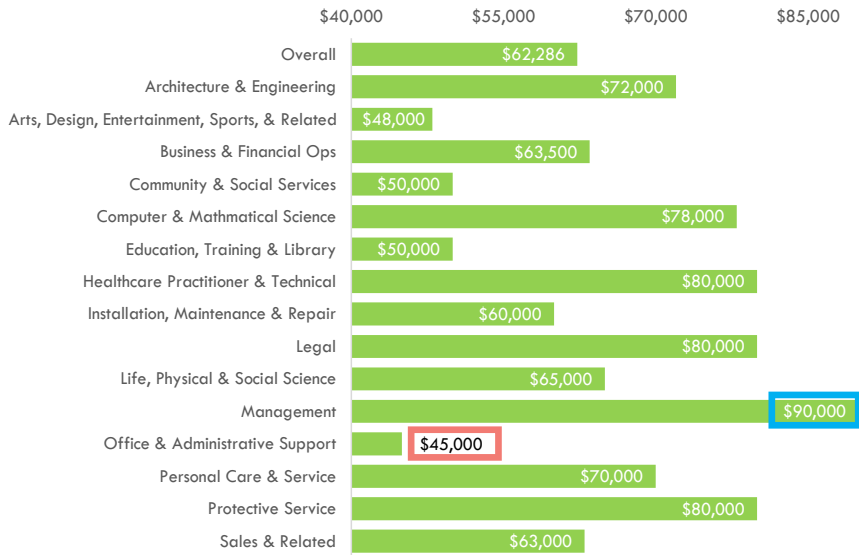 $40,000 $55,000 $70,000 $85,000
Overall $62,286
Architecture & Engineering $72,000
Arts, Design, Entertainment, Sports, & Related $48,000
Business & Financial Ops $63,500
Community & Social Services $50,000
Computer & Mathmatical Science $78,000
Education, Training & Library $50,000
Healthcare Practitioner & Technical $80,000
Installation, Maintenance & Repair $60,000
Legal $80,000
Life, Physical & Social Science $65,000
Management $90,000
Office & Administrative Support $45,000
Personal Care & Service $70,000
Protective Service $80,000
Sales & Related $63,000